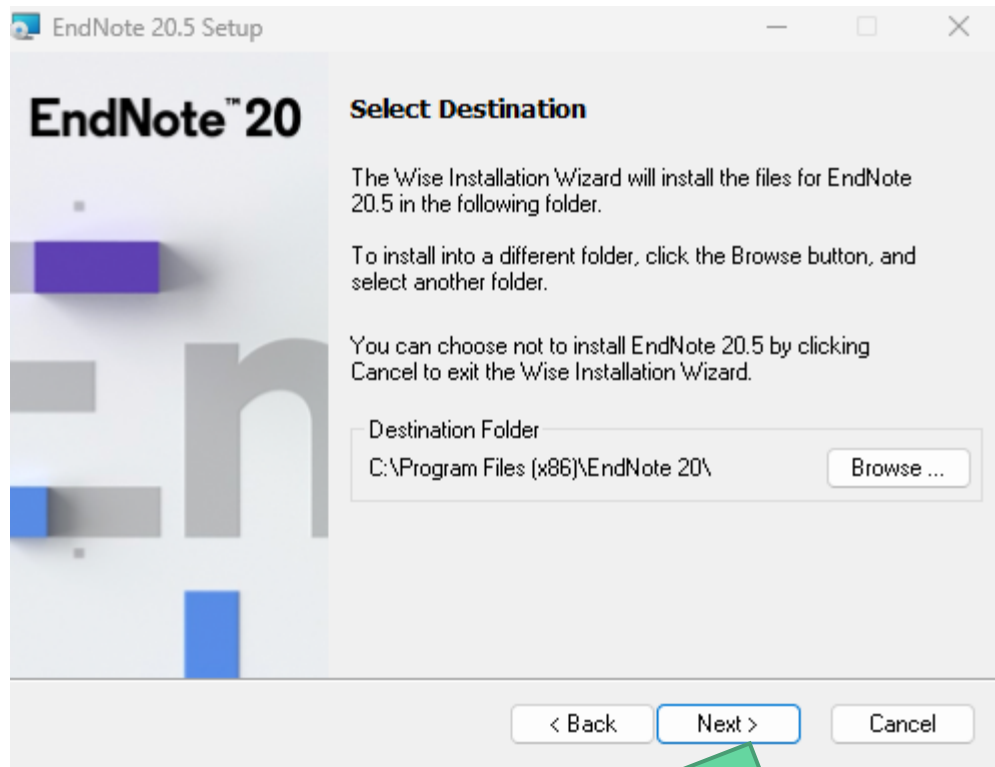 EndNote 20.5 Setup
EndNote™20
Select Destination
The Wise Installation Wizard will install the files for EndNote
20.5 in the following folder.
To install into a different folder, click the Browse button, and
select another folder.
You can choose not to install EndNote 20.5 by clicking
Cancel to exit the Wise Installation Wizard.
Destination Folder
C:\Program Files (x86)\EndNote 20\
Browse ...
< Back
Next >
Cancel